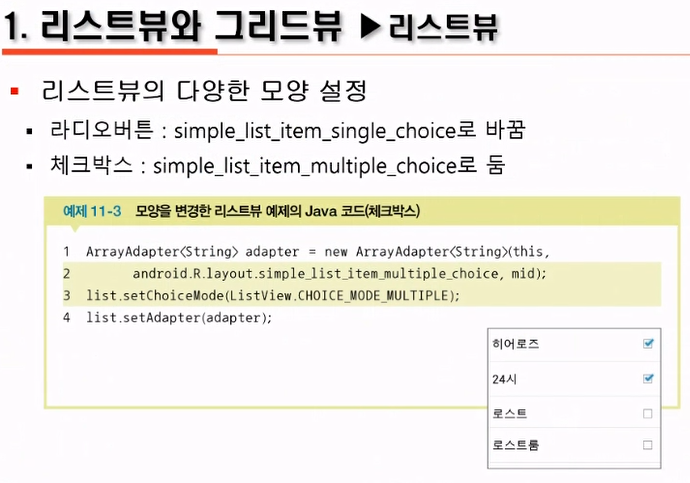 1. 리스트뷰와 그리드뷰 ▶리스트뷰
▪ 리스트뷰의 다양한 모양 설정
▪ 라디오버튼 : simple_list_item_single_choice로 바꿈
▪ 체크박스 : simple_list_item_multiple_choice로 둠
예제 11-3 모양을 변경한 리스트뷰 예제의 Java 코드(체크박스)
1 ArrayAdapter<String> adapter = new ArrayAdapter<String>(this,
2 android.R.layout.simple_list_item_multiple_choice, mid);
3 list.setChoiceMode(ListView.CHOICE_MODE_MULTIPLE);
4 list.setAdapter(adapter);
히어로즈
24시
로스트
로스트룸